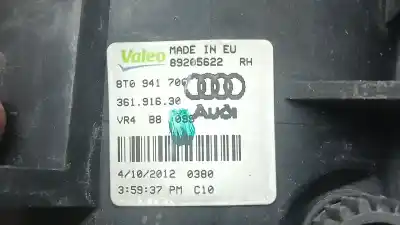 Valeo MADE IN EU
89205622 RH
8T0 941 700
361.916.30
Audi
VR4 B8
4/10/2012 0380
3:59:37 PM C10